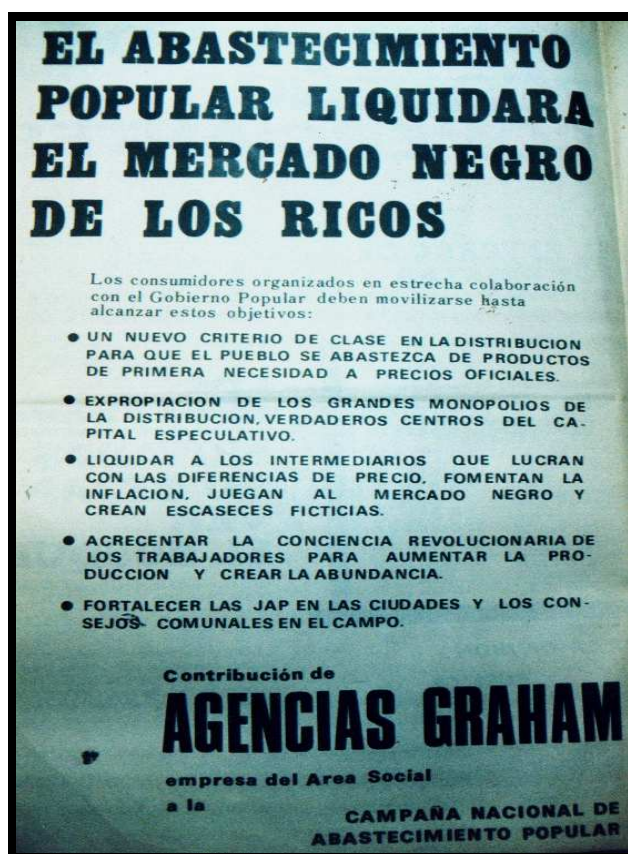 EL ABASTECIMIENTO
POPULAR LIQUIDARA
EL MERCADO NEGRO
DE LOS RICOS
Los consumidores organizados en estrecha colaboración
con el Gobierno Popular deben movilizarse hasta
alcanzar estos objetivos:
● UN NUEVO CRITERIO DE CLASE EN LA DISTRIBUCION
PARA QUE EL PUEBLO SE ABASTEZCA DE PRODUCTOS
DE PRIMERA NECESIDAD A PRECIOS OFICIALES.
● EXPROPIACION DE LOS GRANDES MONOPOLIOS DE
LA DISTRIBUCION, VERDADEROS CENTROS DEL CA-
PITAL ESPECULATIVO.
● LIQUIDAR A LOS INTERMEDIARIOS QUE LUCRAN
CON LAS DIFERENCIAS DE PRECIO, FOMENTAN LA
INFLACION, JUEGAN AL MERCADO NEGRO Y
CREAN ESCASECES FICTICIAS.
● ACRECENTAR LA CONCIENCIA REVOLUCIONARIA DE
LOS TRABAJADORES PARA AUMENTAR LA PRO-
DUCCION Y CREAR LA ABUNDANCIA.
● FORTALECER LAS JAP EN LAS CIUDADES Y LOS CON-
SEJOS COMUNALES EN EL CAMPO.
Contribución de
AGENCIAS GRAHAM
empresa del Area Social
a la
CAMPAÑA NACIONAL DE
ABASTECIMIENTO POPULAR